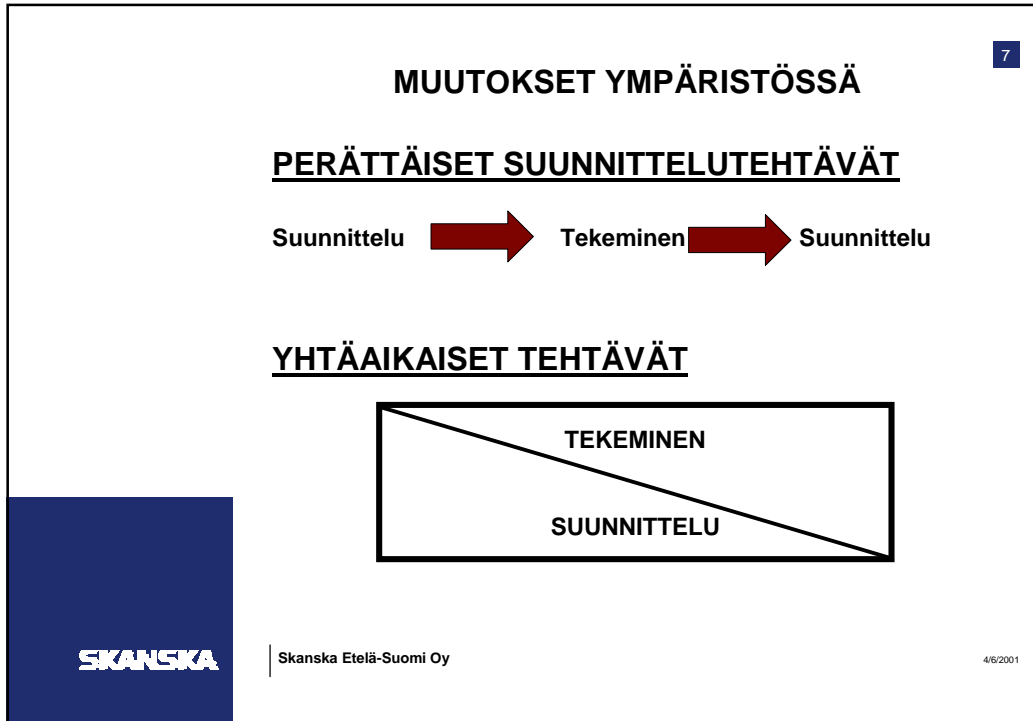 7
MUUTOKSET YMPÄRISTÖSSÄ
PERÄTTÄISET SUUNNITTELUTEHTÄVÄT
Suunnittelu Tekeminen Suunnittelu
YHTÄAIKAISET TEHTÄVÄT
TEKEMINEN
SUUNNITTELU
SKANSKA Skanska Etelä-Suomi Oy 4/6/2001